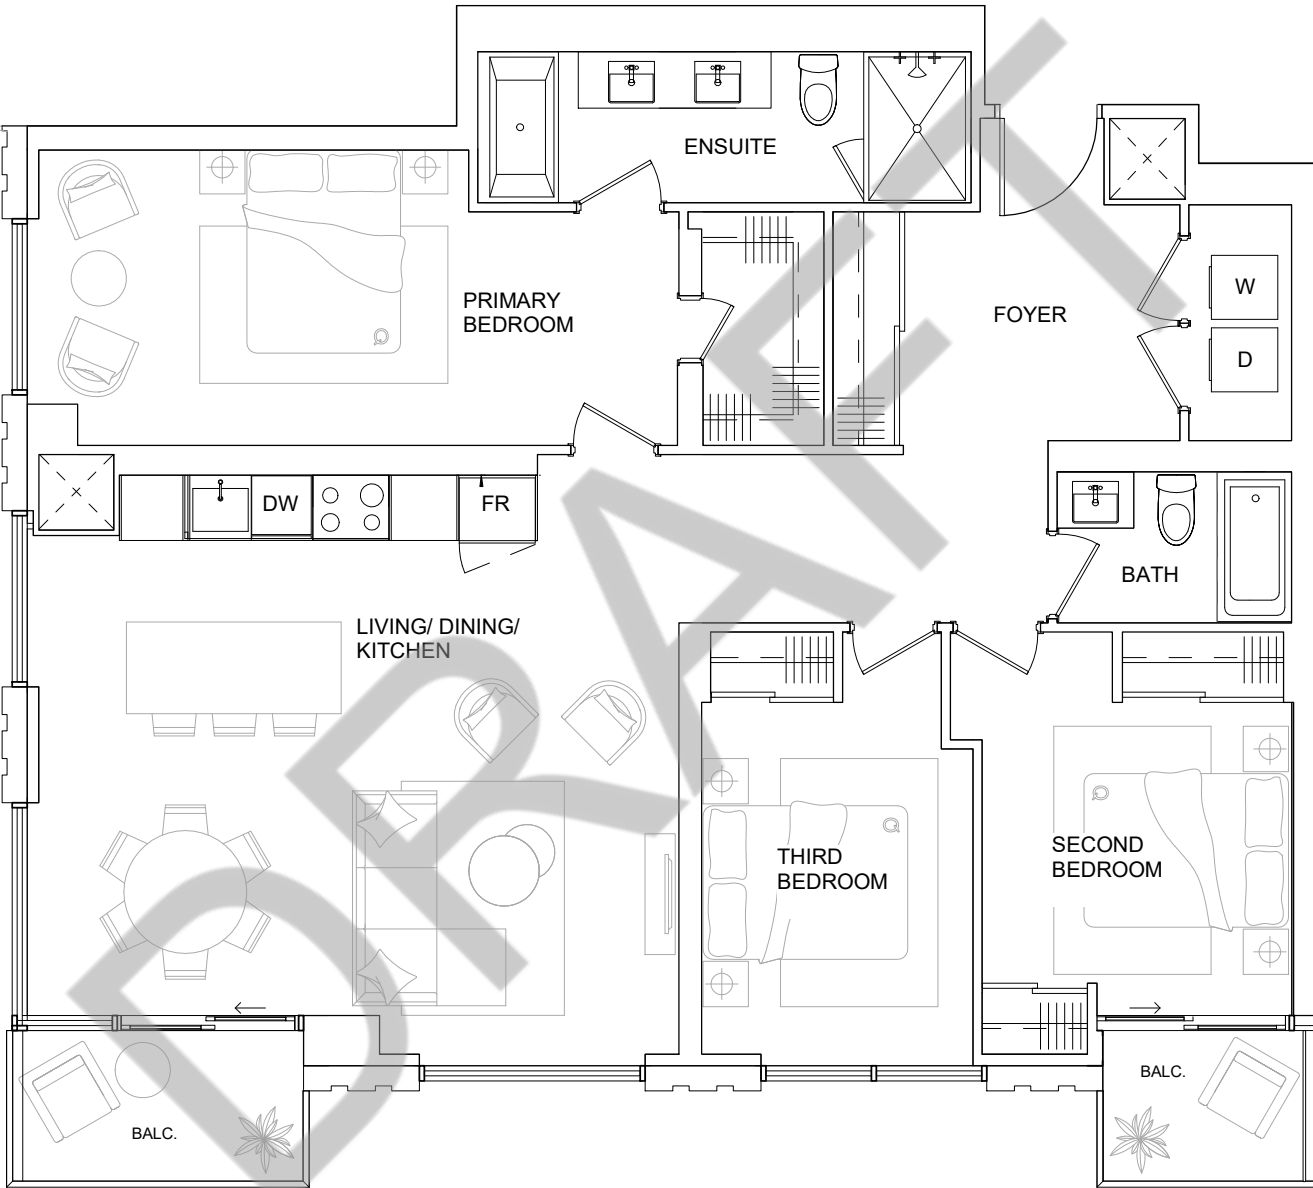 ENSUITE
PRIMARY
BEDROOM
FOYER
W
D
DW
FR
BATH
LIVING/ DINING/
KITCHEN
THIRD
BEDROOM
SECOND
BEDROOM
BALC.
BALC.
DRAFT